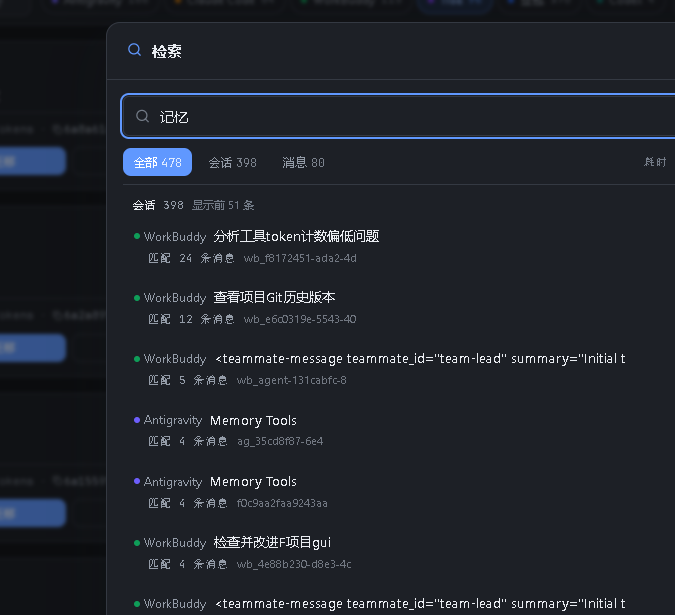 检索
记忆
全部 478 会话 398 消息 80 耗时
会话 398 显示前 51 条
WorkBuddy 分析工具token计数偏低问题
匹配 24 条消息 wb_f8172451-ada2-4d
WorkBuddy 查看项目Git历史版本
匹配 12 条消息 wb_e6c0319e-5543-40
WorkBuddy <teammate-message teammate_id="team-lead" summary="Initial t
匹配 5 条消息 wb_agent-131cabfc-8
Antigravity Memory Tools
匹配 4 条消息 ag_35cd8f87-6e4
Antigravity Memory Tools
匹配 4 条消息 f0c9aa2faa9243aa
WorkBuddy 检查并改进F项目gui
匹配 4 条消息 wb_4e88b230-d8e3-4c
WorkBuddy <teammate-message teammate_id="team-lead" summary="Initial t